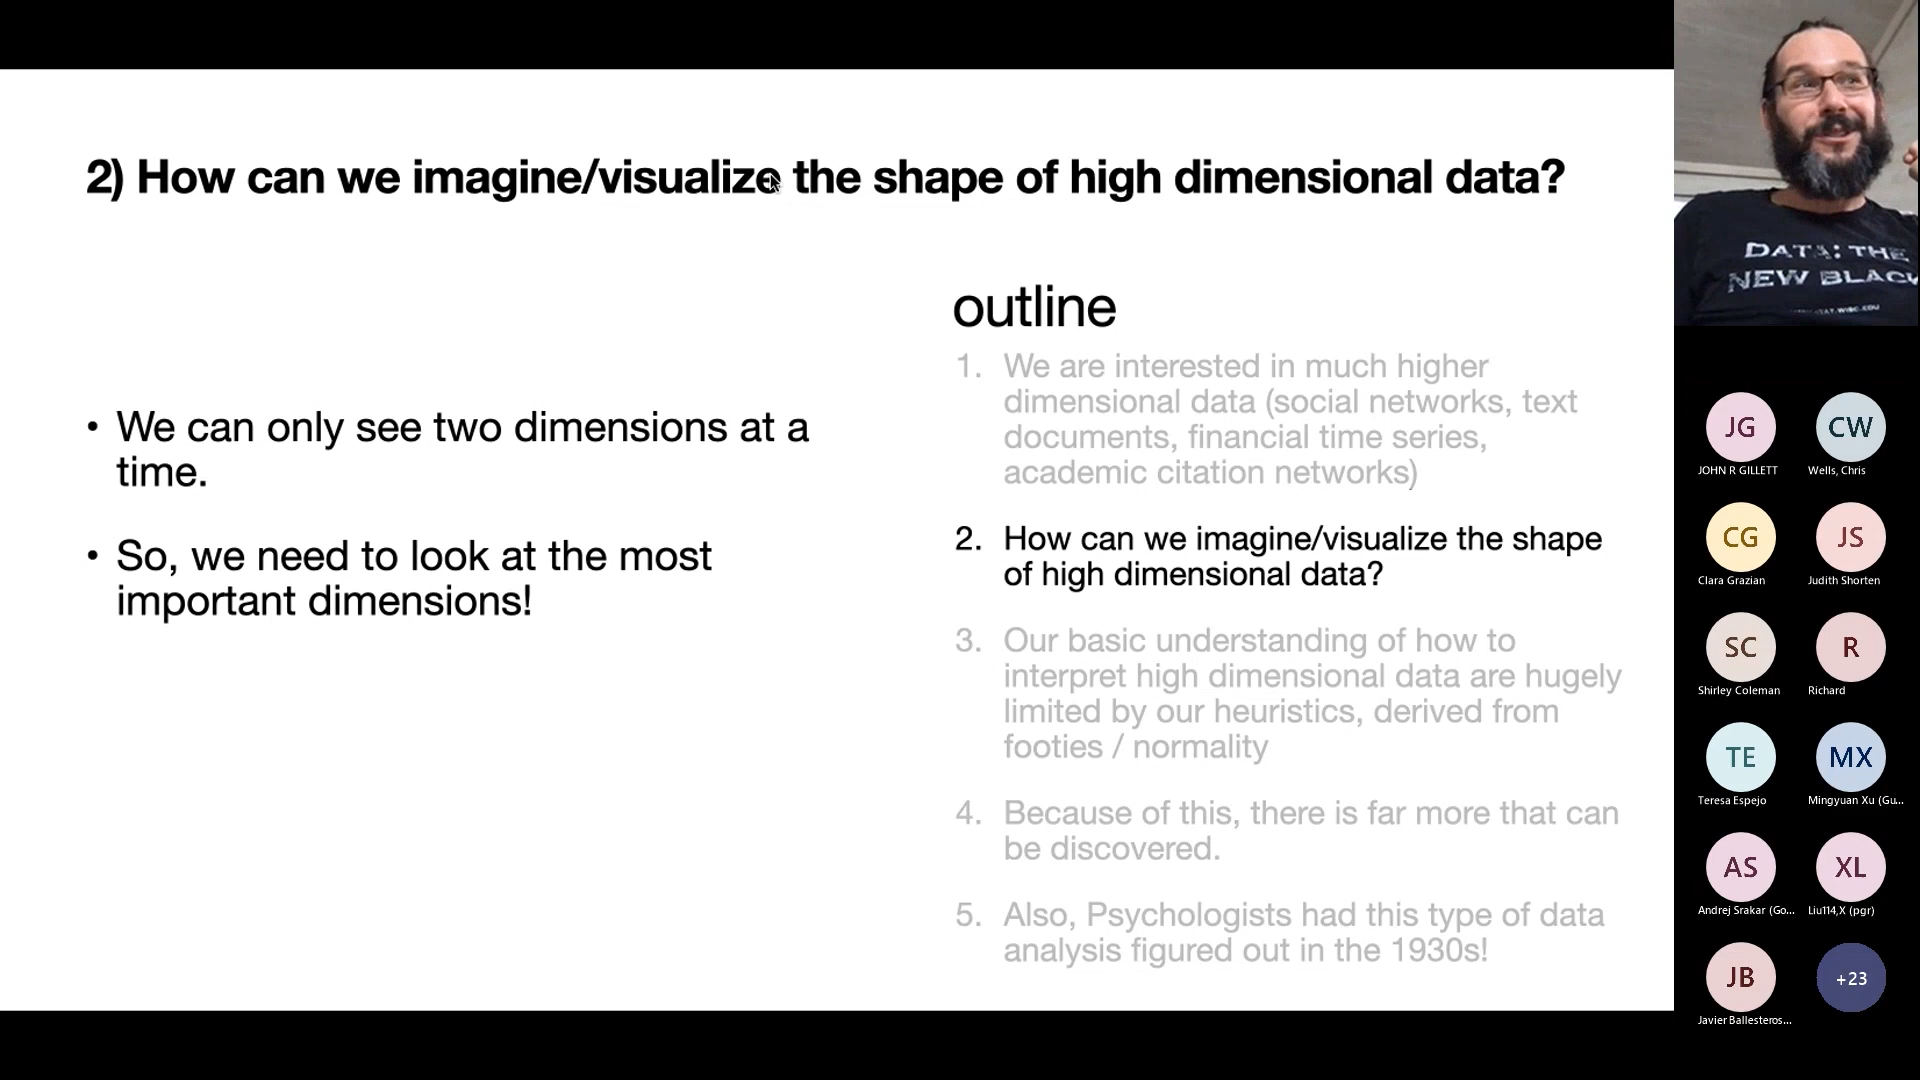 2) How can we imagine/visualize the shape of high dimensional data?
• We can only see two dimensions at a
time.
• So, we need to look at the most
important dimensions!
outline
1. We are interested in much higher
dimensional data (social networks, text
documents, financial time series,
academic citation networks)
2. How can we imagine/visualize the shape
of high dimensional data?
3. Our basic understanding of how to
interpret high dimensional data are hugely
limited by our heuristics, derived from
footies / normality
4. Because of this, there is far more that can
be discovered.
5. Also, Psychologists had this type of data
analysis figured out in the 1930s!
DATA: THE
NEW BLACK
JG
JOHN R GILLETT
CW
Wells, Chris
CG
Clara Grazian
JS
Judith Shorten
SC
Shirley Coleman
R
Richard
TE
Teresa Espejo
MX
Mingyuan Xu (Gu...
AS
Andrej Srakar (Go...
XL
Liu114,X (pgr)
JB
Javier Ballesteros...
+23